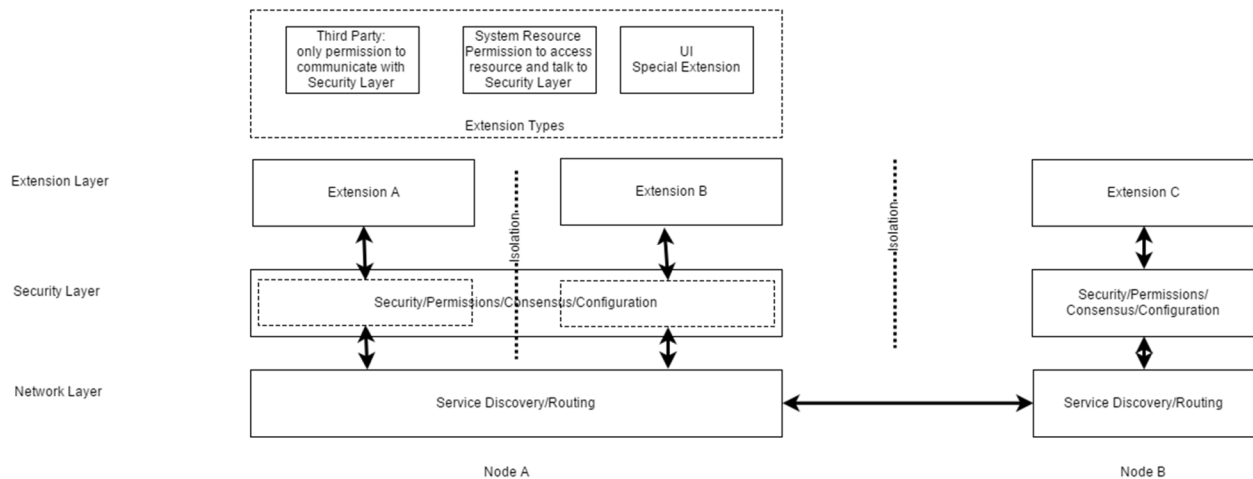 Third Party:
only permission to
communicate with
Security Layer
System Resource
Permission to access
resource and talk to
Security Layer
UI
Special Extension
Extension Types
Extension Layer
Extension A
Isolation
Extension B
Isolation
Extension C
Security Layer
Security/Permissions/Consensus/Configuration
Security/Permissions/
Consensus/Configuration
Network Layer
Service Discovery/Routing
Service Discovery/Routing
Node A
Node B